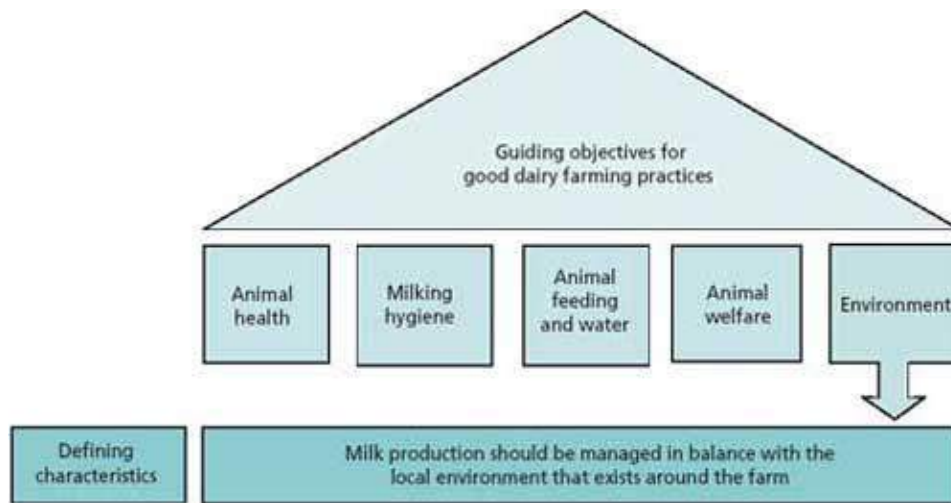 Guiding objectives for
good dairy farming practices
Animal
health
Milking
hygiene
Animal
feeding
and water
Animal
welfare
Environment
Defining
characteristics
Milk production should be managed in balance with the
local environment that exists around the farm